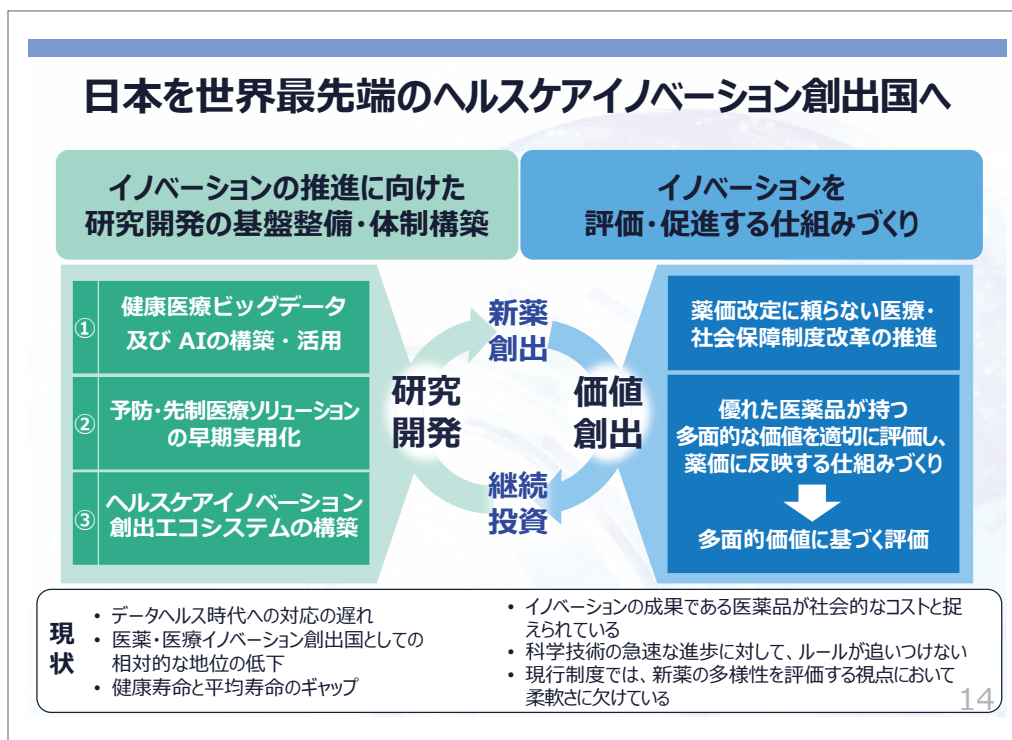 日本を世界最先端のヘルスケアイノベーション創出国へ
イノベーションの推進に向けた
研究開発の基盤整備・体制構築
イノベーションを
評価・促進する仕組みづくり
①
健康医療ビッグデータ
及び AIの構築・活用
②
予防・先制医療ソリューション
の早期実用化
③
ヘルスケアイノベーション
創出エコシステムの構築
新薬
創出
研究
開発
価値
創出
継続
投資
薬価改定に頼らない医療・
社会保障制度改革の推進
優れた医薬品が持つ
多面的な価値を適切に評価し、
薬価に反映する仕組みづくり
多面的価値に基づく評価
現
状
• データヘルス時代への対応の遅れ
• 医薬・医療イノベーション創出国としての
相対的な地位の低下
• 健康寿命と平均寿命のギャップ
• イノベーションの成果である医薬品が社会的なコストと捉
えられている
• 科学技術の急速な進歩に対して、ルールが追いつけない
• 現行制度では、新薬の多様性を評価する視点において
柔軟さに欠けている
14